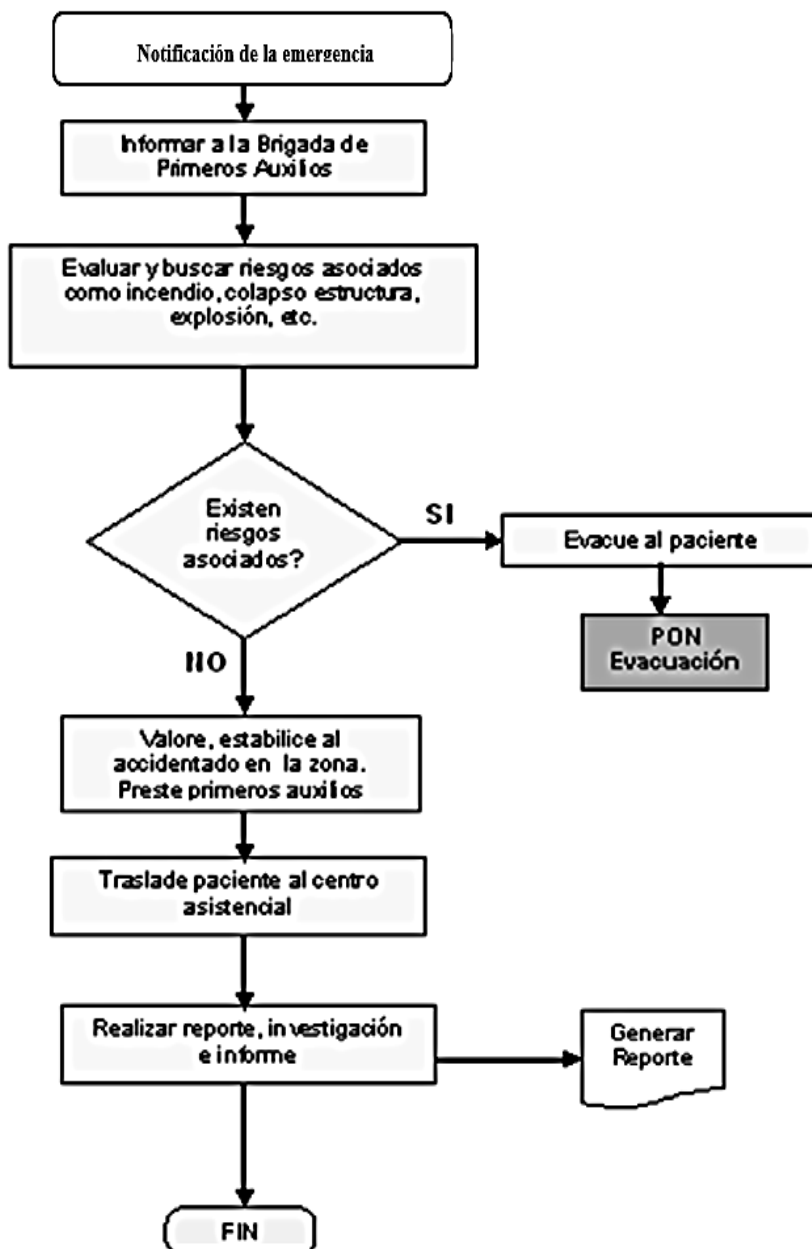 Notificación de la emergencia
Informar a la Brigada de
Primeros Auxilios
Evaluar y buscar riesgos asociados
como incendio, colapso estructura,
explosión, etc.
Existen
riesgos
asociados?
SI
Evacue al paciente
PON
Evacuación
NO
Valore, estabilice al
accidentado en la zona.
Preste primeros auxilios
Traslade paciente al centro
asistencial
Realizar reporte, investigación
e informe
Generar
Reporte
FIN